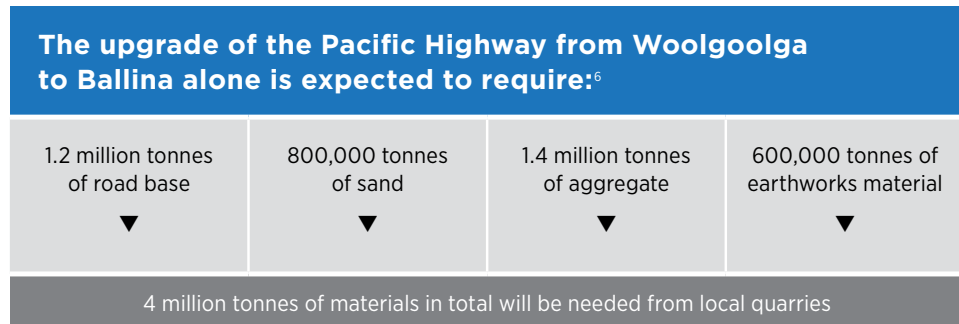 The upgrade of the Pacific Highway from Woolgoolga
to Ballina alone is expected to require:6
1.2 million tonnes
of road base
▼
800,000 tonnes
of sand
▼
1.4 million tonnes
of aggregate
▼
600,000 tonnes of
earthworks material
▼
4 million tonnes of materials in total will be needed from local quarries